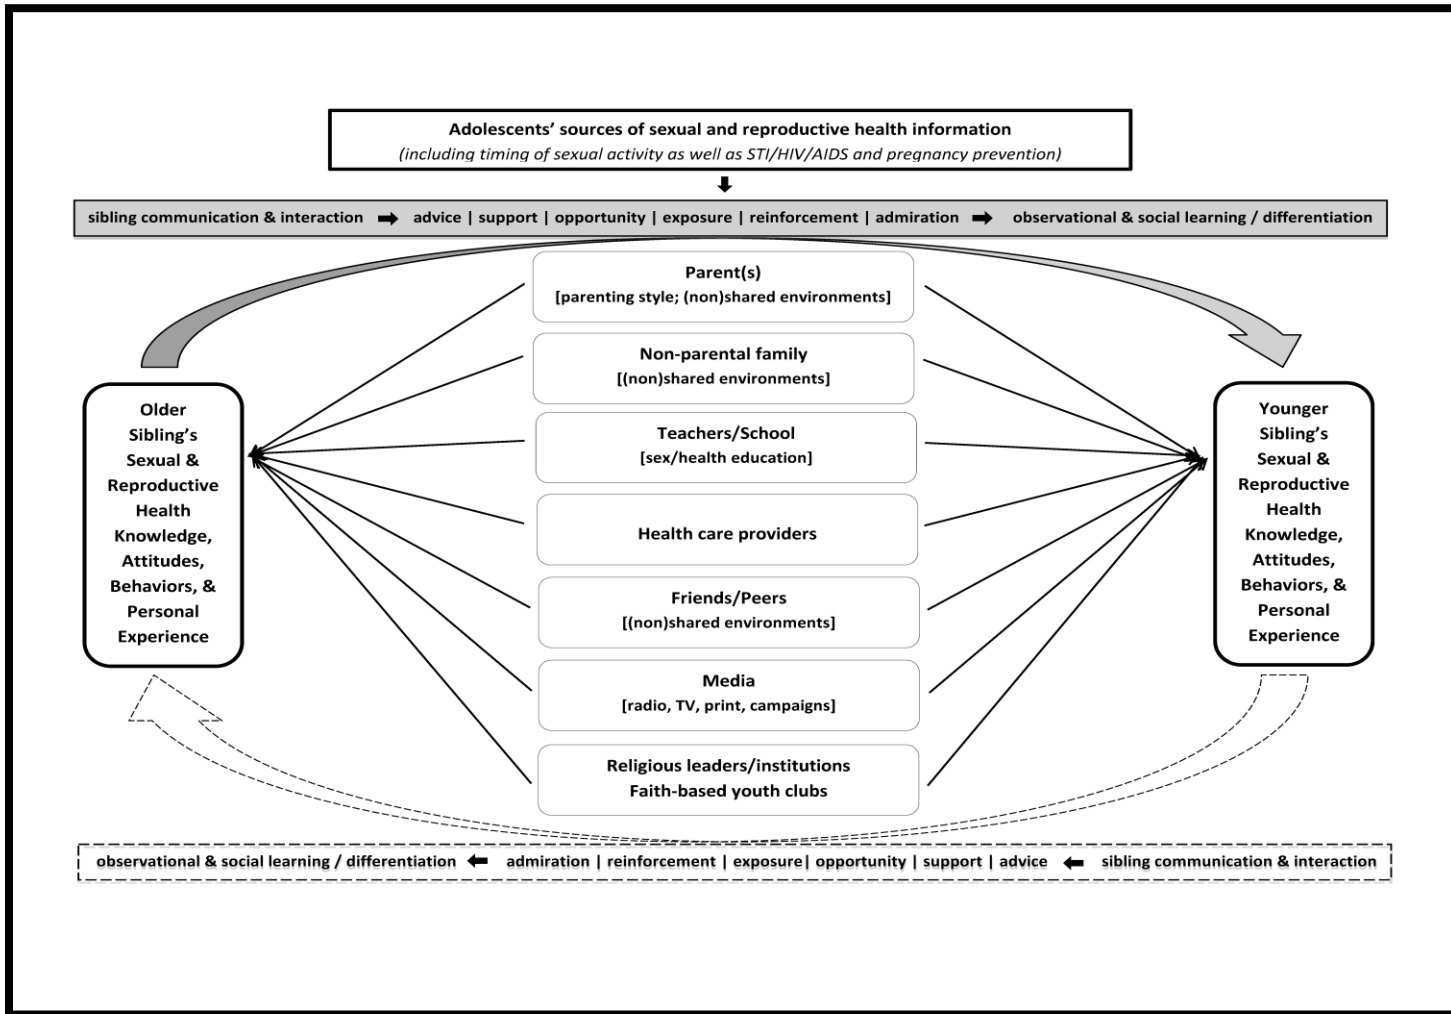 Adolescents’ sources of sexual and reproductive health information
(including timing of sexual activity as well as STI/HIV/AIDS and pregnancy prevention)
sibling communication & interaction ➡ advice | support | opportunity | exposure | reinforcement | admiration ➡ observational & social learning / differentiation
Parent(s)
[parenting style; (non)shared environments]
Non-parental family
[(non)shared environments]
Teachers/School
[sex/health education]
Health care providers
Friends/Peers
[(non)shared environments]
Media
[radio, TV, print, campaigns]
Religious leaders/institutions
Faith-based youth clubs
Older
Sibling’s
Sexual &
Reproductive
Health
Knowledge,
Attitudes,
Behaviors, &
Personal
Experience
Younger
Sibling’s
Sexual &
Reproductive
Health
Knowledge,
Attitudes,
Behaviors, &
Personal
Experience
observational & social learning / differentiation ⬅ admiration | reinforcement | exposure| opportunity | support | advice ⬅ sibling communication & interaction